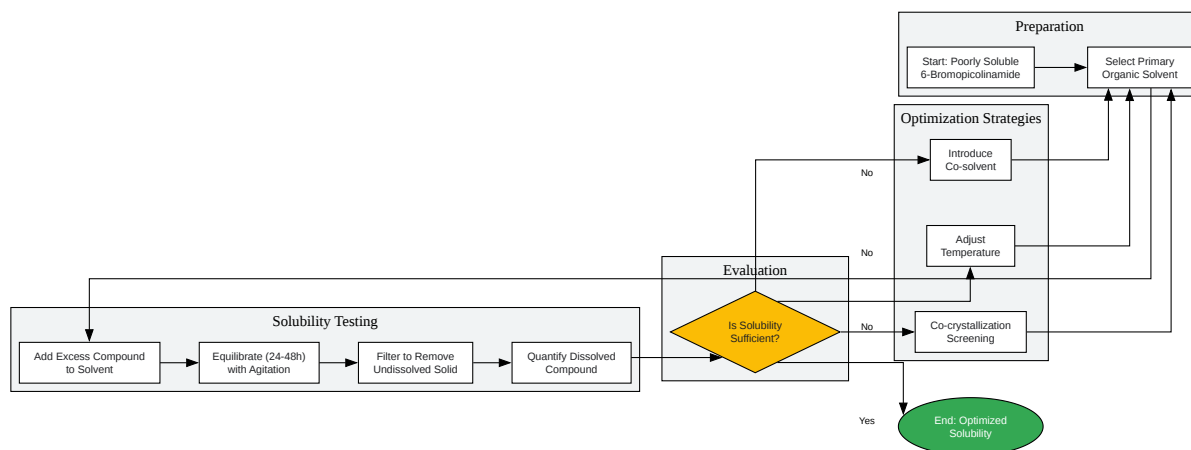 Preparation
Start: Poorly Soluble
6-Bromopicolinamide
Select Primary
Organic Solvent
Optimization Strategies
Introduce
Co-solvent
No
Adjust
Temperature
No
Evaluation
Is Solubility
Sufficient?
No
Co-crystallization
Screening
Solubility Testing
Add Excess Compound
to Solvent
Equilibrate (24-48h)
with Agitation
Filter to Remove
Undissolved Solid
Quantify Dissolved
Compound
Yes
End: Optimized
Solubility